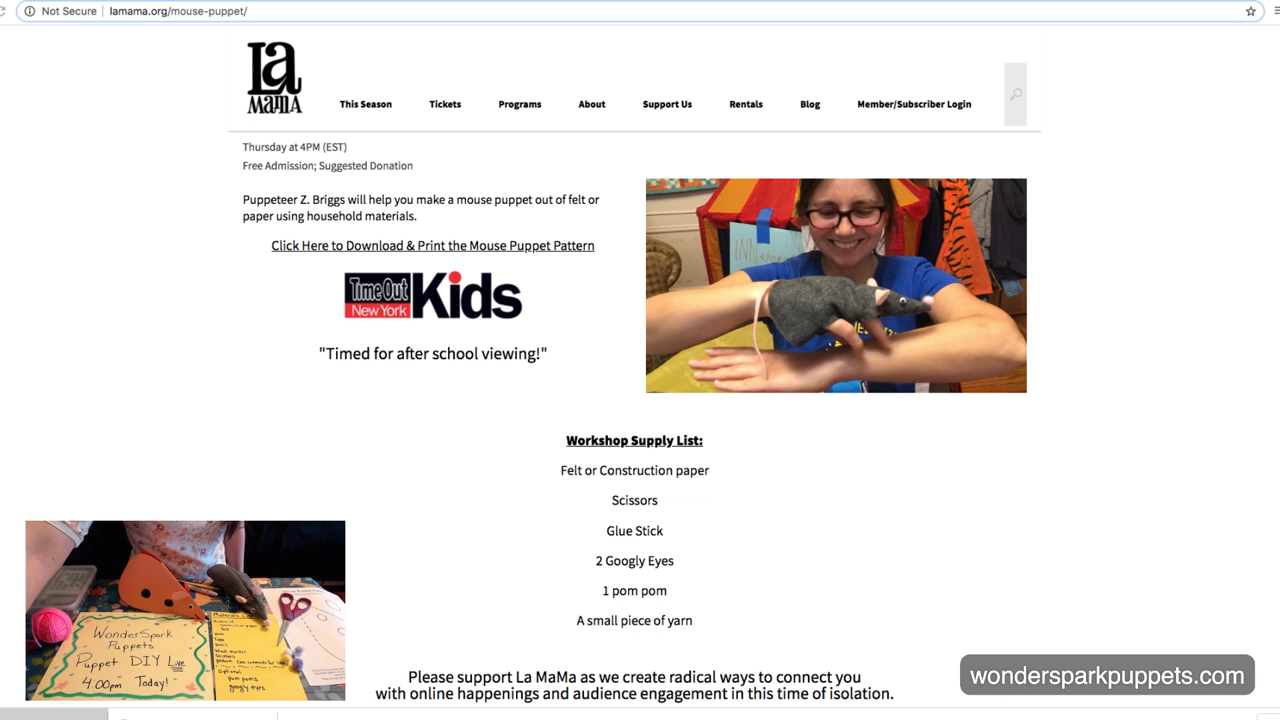 Not Secure | lamama.org/mouse-puppet/
La MaMa
This Season Tickets Programs About Support Us Rentals Blog Member/Subscriber Login
Thursday at 4PM (EST)
Free Admission; Suggested Donation
Puppeteer Z. Briggs will help you make a mouse puppet out of felt or
paper using household materials.
Click Here to Download & Print the Mouse Puppet Pattern
Time Out
New York
Kids
"Timed for after school viewing!"
Workshop Supply List:
Felt or Construction paper
Scissors
Glue Stick
2 Googly Eyes
1 pom pom
A small piece of yarn
WonderSpark
Puppets
Puppet DIY Live
4:00pm Today!
optional
pom poms
googly eyes
Please support La MaMa as we create radical ways to connect you
with online happenings and audience engagement in this time of isolation.
wondersparkpuppets.com